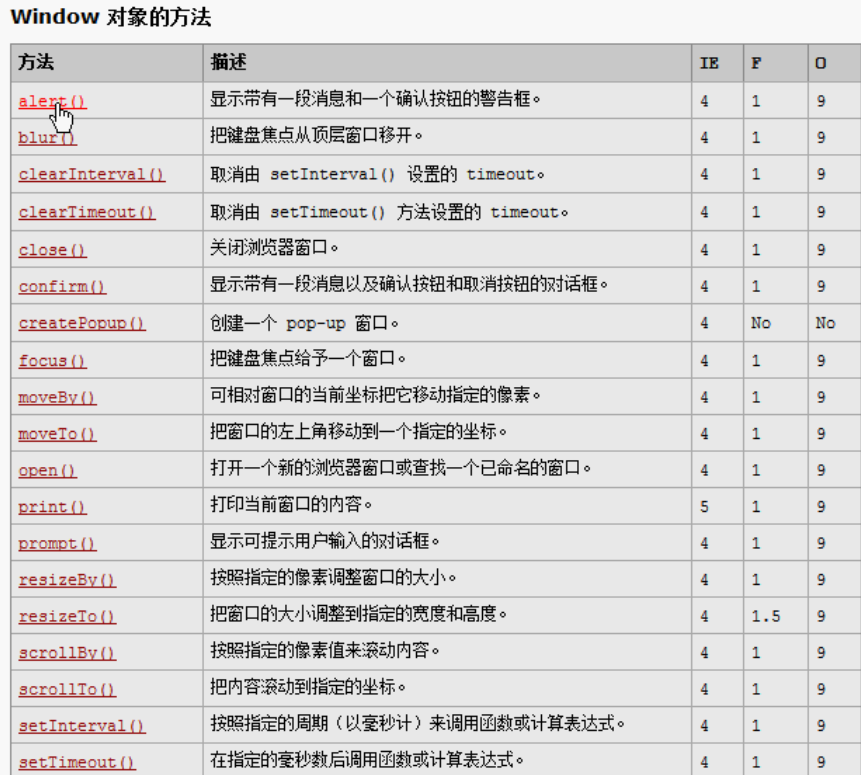 Window 对象的方法
方法 描述 IE F O
alert() 显示带有一段消息和一个确认按钮的警告框。 4 1 9
blur() 把键盘焦点从顶层窗口移开。 4 1 9
clearInterval() 取消由 setInterval() 设置的 timeout。 4 1 9
clearTimeout() 取消由 setTimeout() 方法设置的 timeout。 4 1 9
close() 关闭浏览器窗口。 4 1 9
confirm() 显示带有一段消息以及确认按钮和取消按钮的对话框。 4 1 9
createPopup() 创建一个 pop-up 窗口。 4 No No
focus() 把键盘焦点给予一个窗口。 4 1 9
moveBy() 可相对窗口的当前坐标把它移动指定的像素。 4 1 9
moveTo() 把窗口的左上角移动到一个指定的坐标。 4 1 9
open() 打开一个新的浏览器窗口或查找一个已命名的窗口。 4 1 9
print() 打印当前窗口的内容。 5 1 9
prompt() 显示可提示用户输入的对话框。 4 1 9
resizeBy() 按照指定的像素调整窗口的大小。 4 1 9
resizeTo() 把窗口的大小调整到指定的宽度和高度。 4 1.5 9
scrollBy() 按照指定的像素值来滚动内容。 4 1 9
scrollTo() 把内容滚动到指定的坐标。 4 1 9
setInterval() 按照指定的周期（以毫秒计）来调用函数或计算表达式。 4 1 9
setTimeout() 在指定的毫秒数后调用函数或计算表达式。 4 1 9